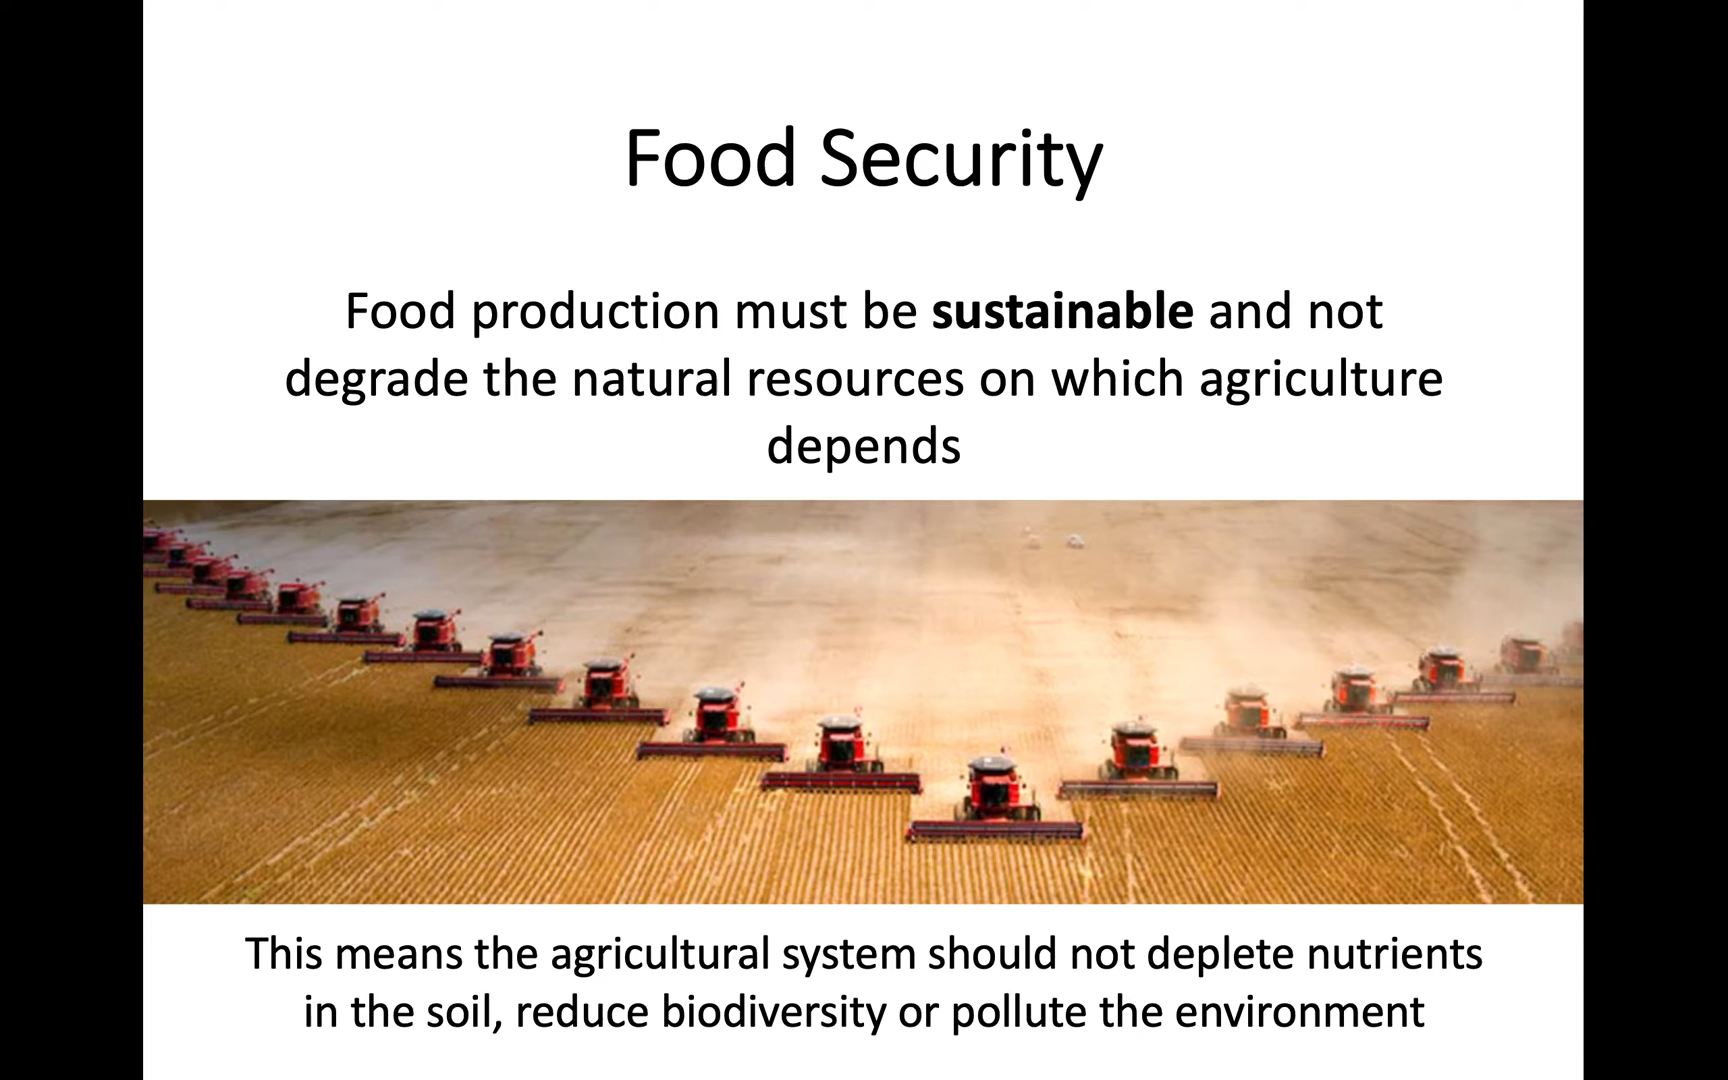 Food Security
Food production must be sustainable and not
degrade the natural resources on which agriculture
depends
This means the agricultural system should not deplete nutrients
in the soil, reduce biodiversity or pollute the environment